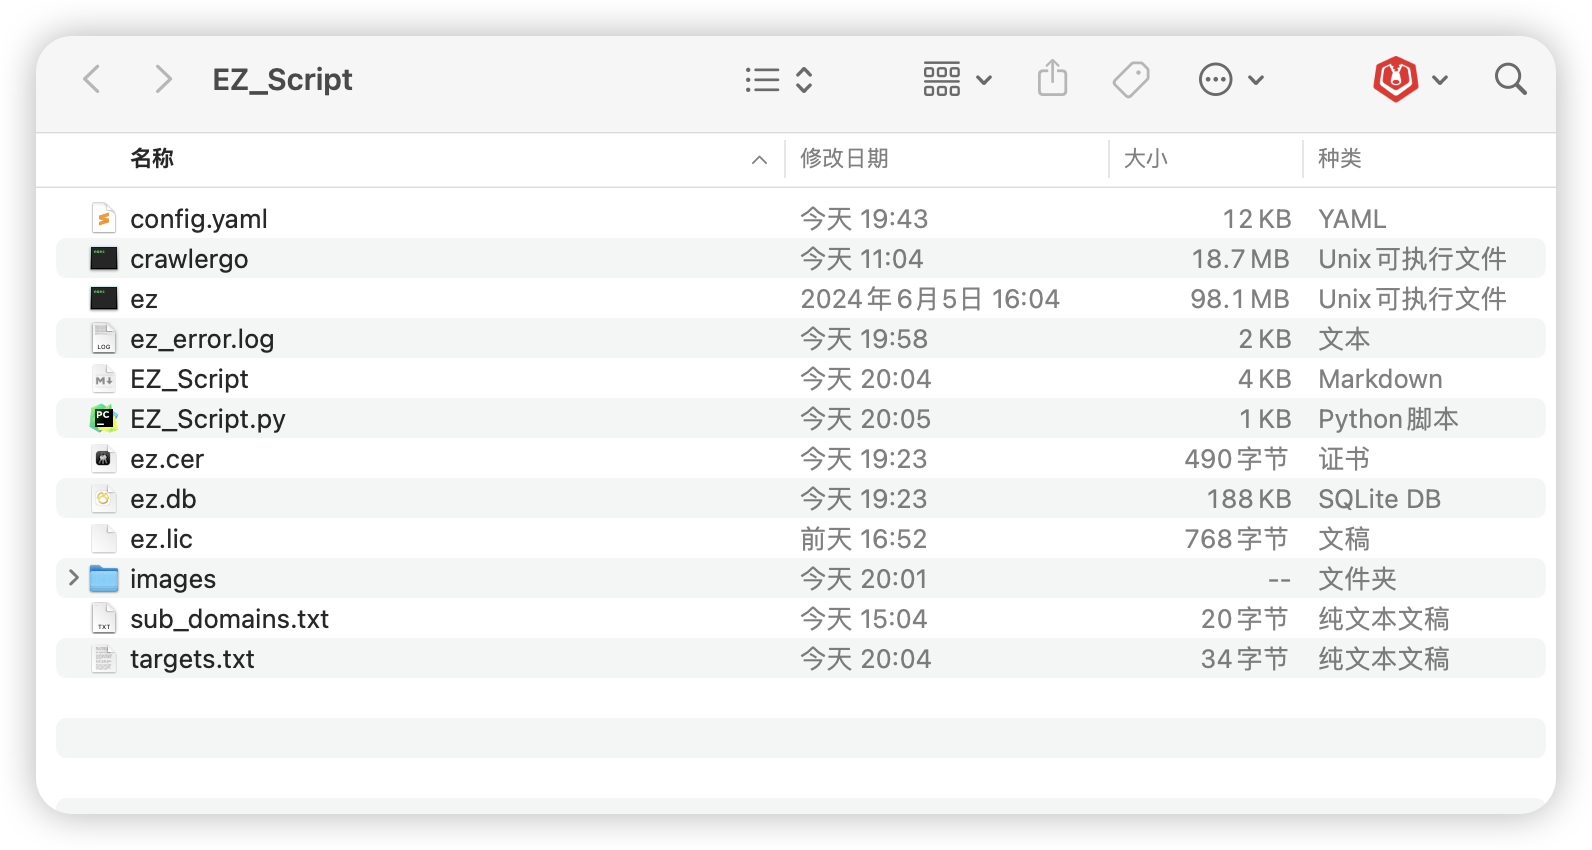 EZ_Script
名称 修改日期 大小 种类
config.yaml 今天 19:43 12 KB YAML
crawlergo 今天 11:04 18.7 MB Unix可执行文件
ez 2024年6月5日 16:04 98.1 MB Unix可执行文件
LOG ez_error.log 今天 19:58 2 KB 文本
M↓ EZ_Script 今天 20:04 4 KB Markdown
PC EZ_Script.py 今天 20:05 1 KB Python脚本
ez.cer 今天 19:23 490字节 证书
ez.db 今天 19:23 188 KB SQLite DB
ez.lic 前天 16:52 768字节 文稿
images 今天 20:01 -- 文件夹
TXT sub_domains.txt 今天 15:04 20字节 纯文本文稿
targets.txt 今天 20:04 34字节 纯文本文稿